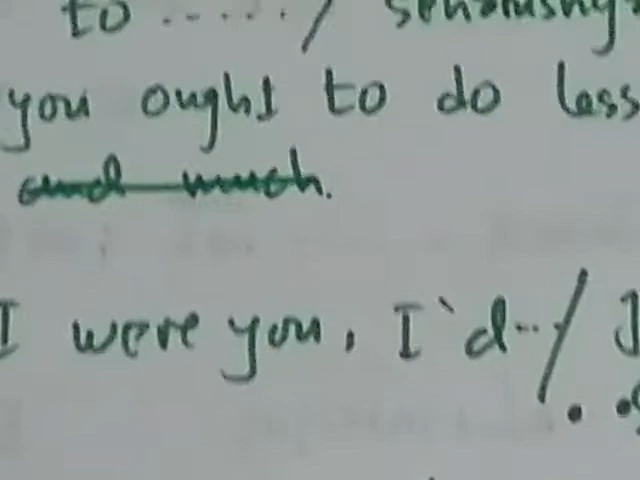 to ...../
you ought to do less
and much.
I were you, I'd../